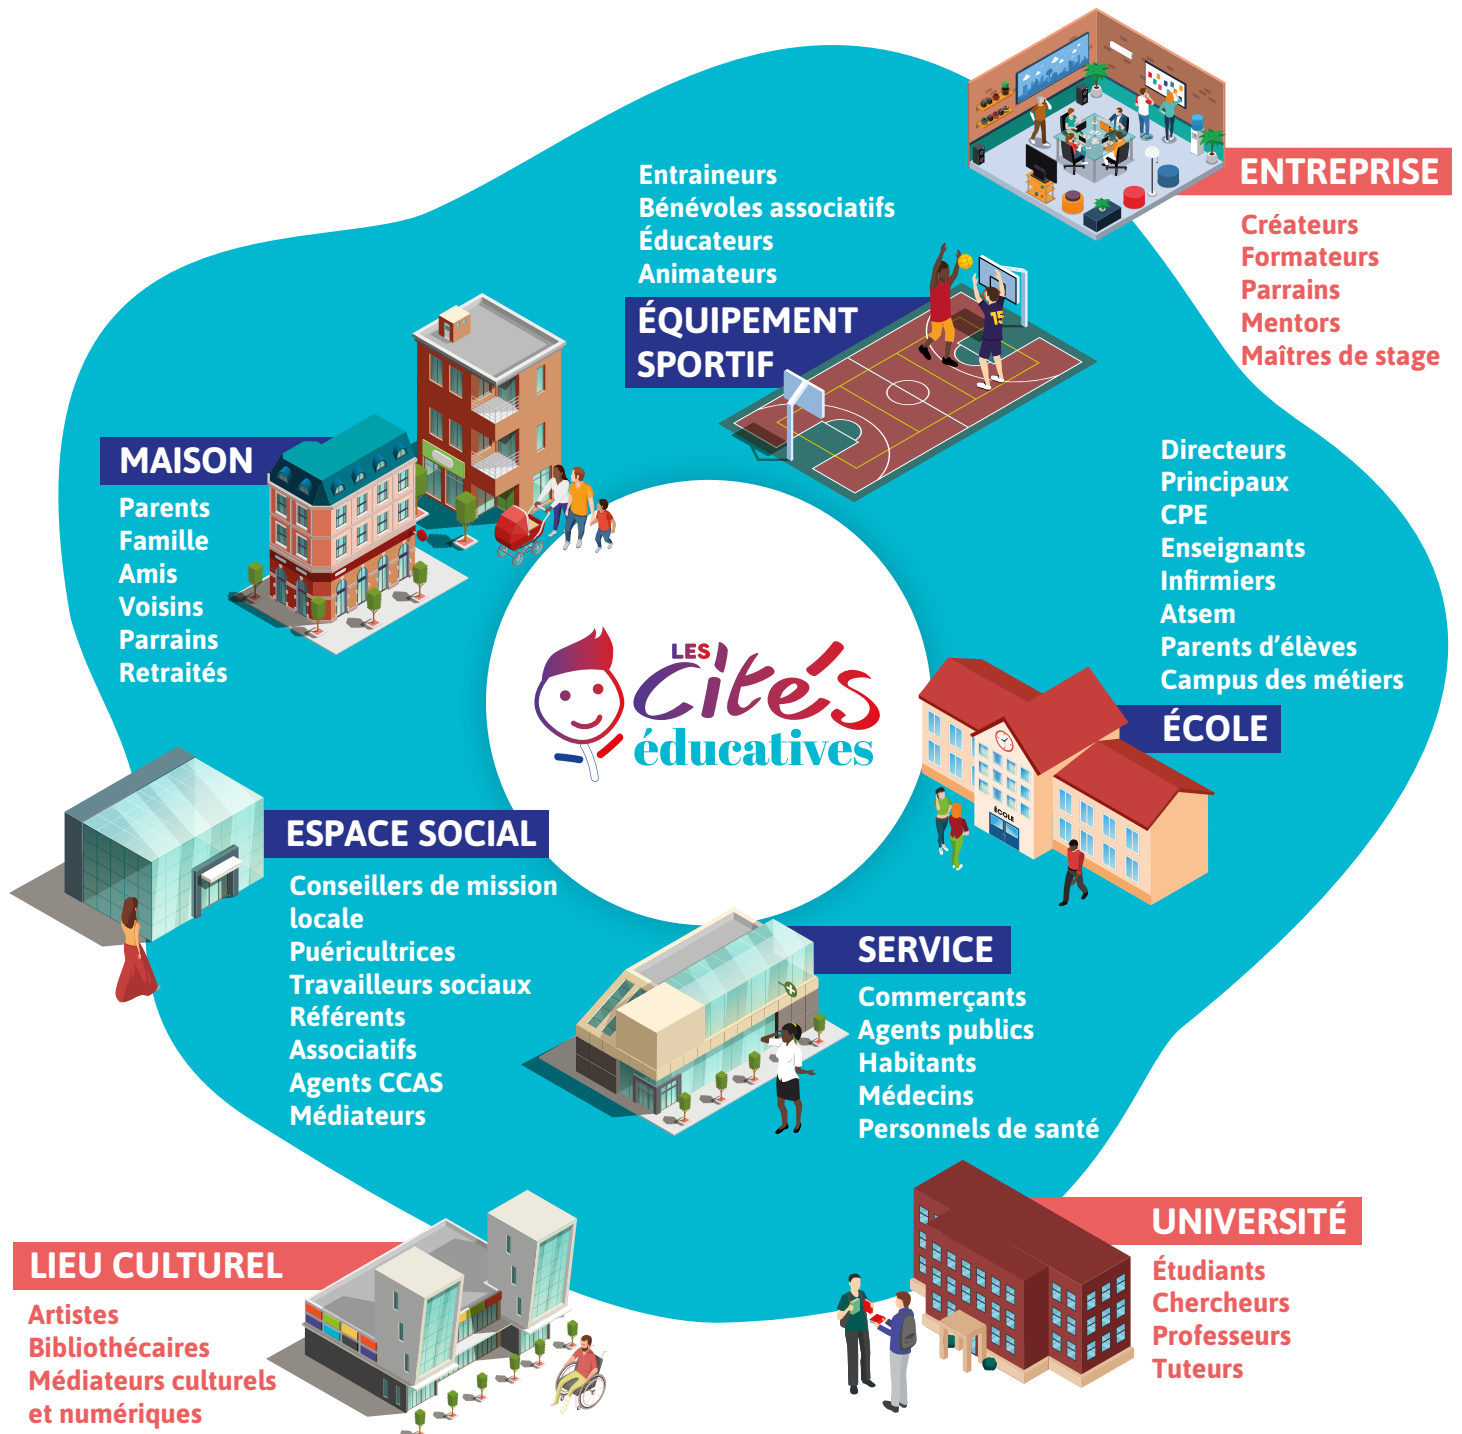 ENTREPRISE
Créateurs
Formateurs
Parrains
Mentors
Maîtres de stage
Entraineurs
Bénévoles associatifs
Éducateurs
Animateurs
ÉQUIPEMENT
SPORTIF
15
MAISON
Parents
Famille
Amis
Voisins
Parrains
Retraités
Directeurs
Principaux
CPE
Enseignants
Infirmiers
Atsem
Parents d’élèves
Campus des métiers
ÉCOLE
ÉCOLE
LES
Cités
éducatives
ESPACE SOCIAL
Conseillers de mission
locale
Puéricultrices
Travailleurs sociaux
Référents
Associatifs
Agents CCAS
Médiateurs
SERVICE
Commerçants
Agents publics
Habitants
Médecins
Personnels de santé
LIEU CULTUREL
Artistes
Bibliothécaires
Médiateurs culturels
et numériques
UNIVERSITÉ
Étudiants
Chercheurs
Professeurs
Tuteurs